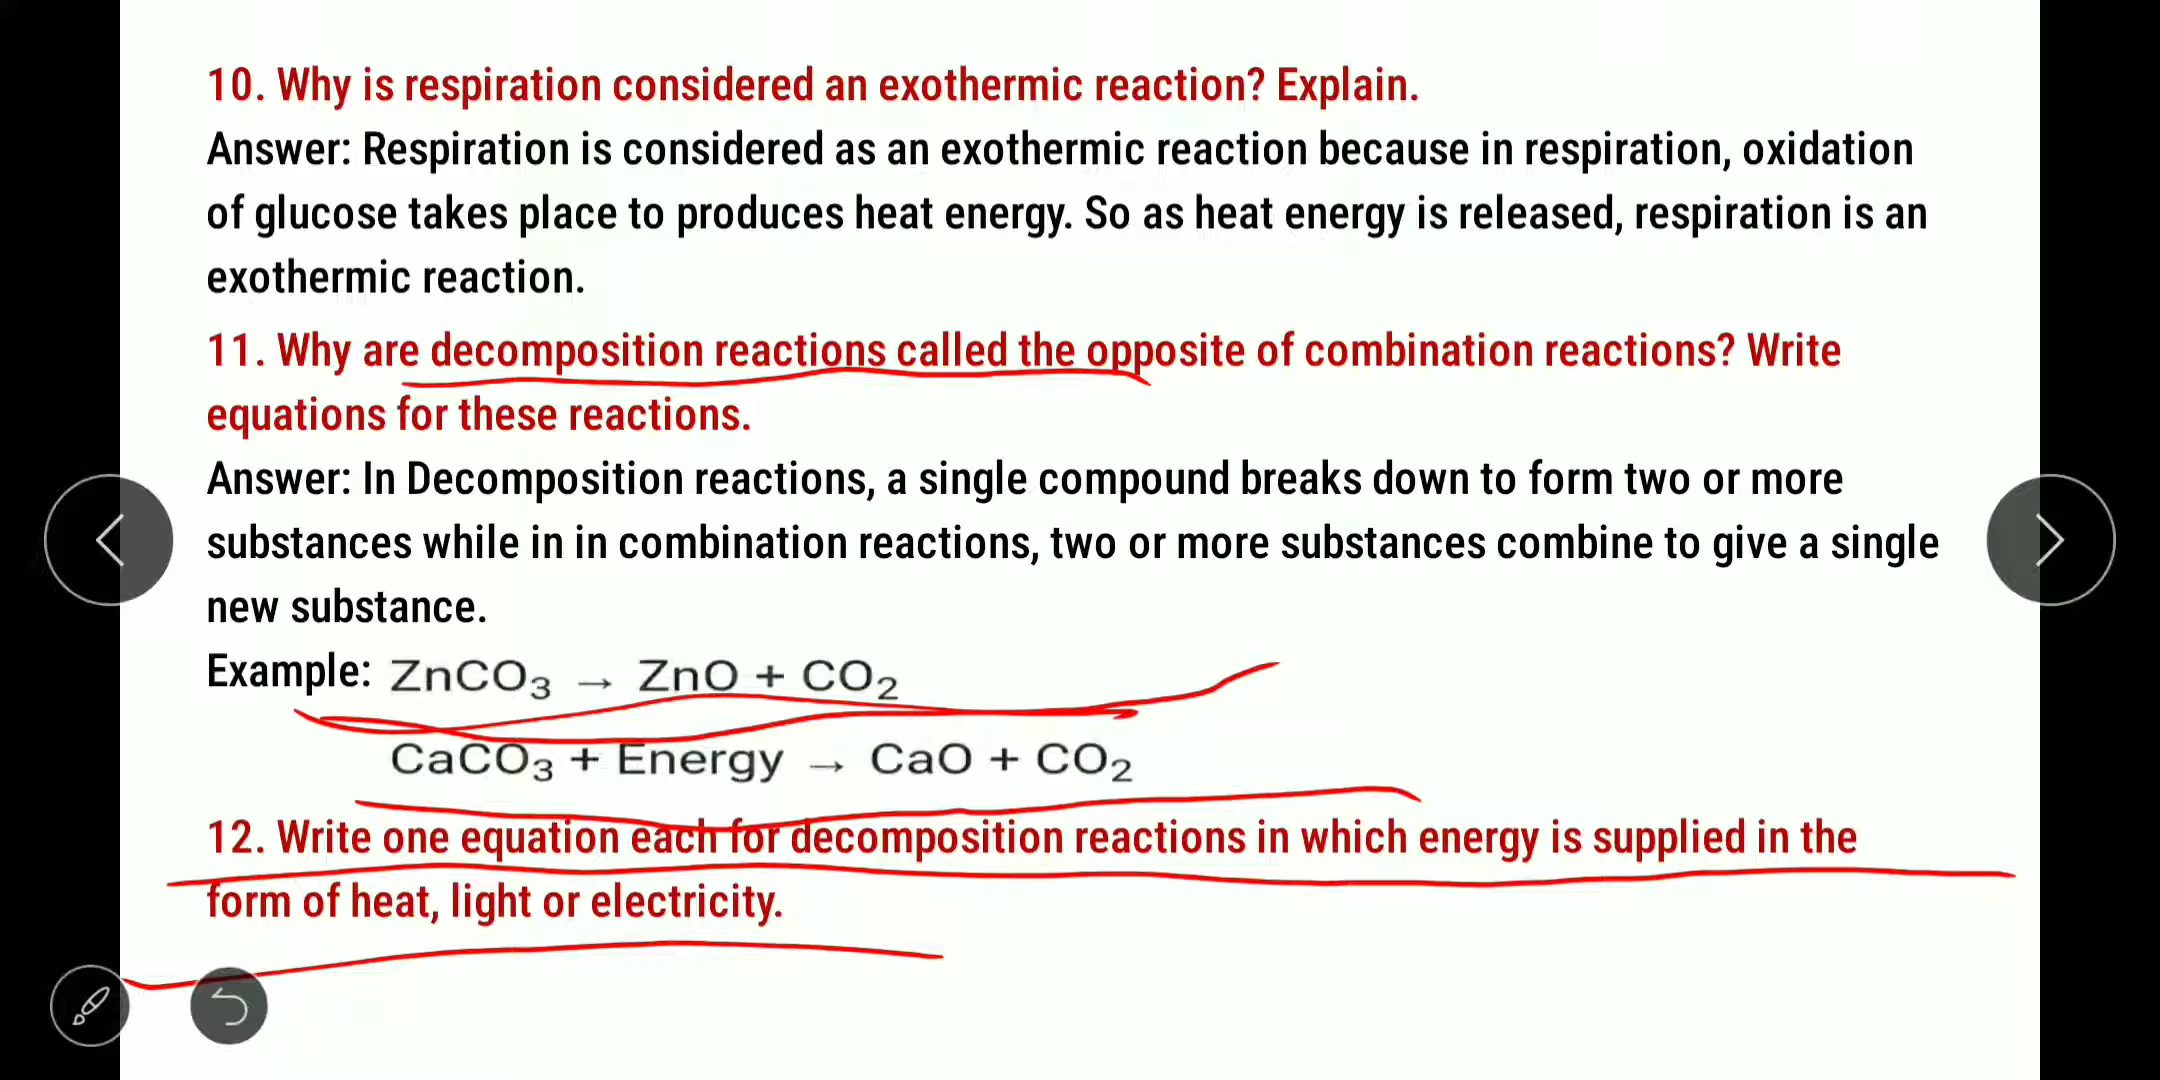 10. Why is respiration considered an exothermic reaction? Explain.
Answer: Respiration is considered as an exothermic reaction because in respiration, oxidation
of glucose takes place to produces heat energy. So as heat energy is released, respiration is an
exothermic reaction.
11. Why are decomposition reactions called the opposite of combination reactions? Write
equations for these reactions.
Answer: In Decomposition reactions, a single compound breaks down to form two or more
substances while in in combination reactions, two or more substances combine to give a single
new substance.
Example: ZnCO₃ → ZnO + CO₂
CaCO₃ + Energy → CaO + CO₂
12. Write one equation each for decomposition reactions in which energy is supplied in the
form of heat, light or electricity.